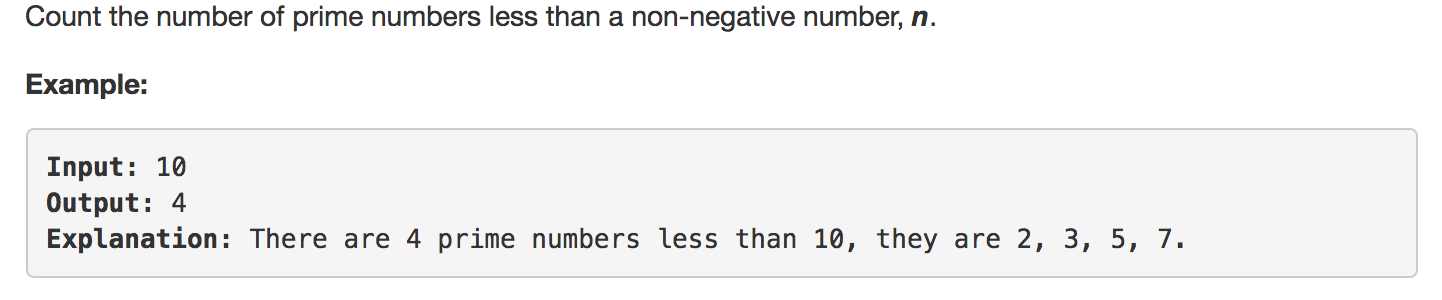 Count the number of prime numbers less than a non-negative number, n.
Example:
Input: 10
Output: 4
Explanation: There are 4 prime numbers less than 10, they are 2, 3, 5, 7.